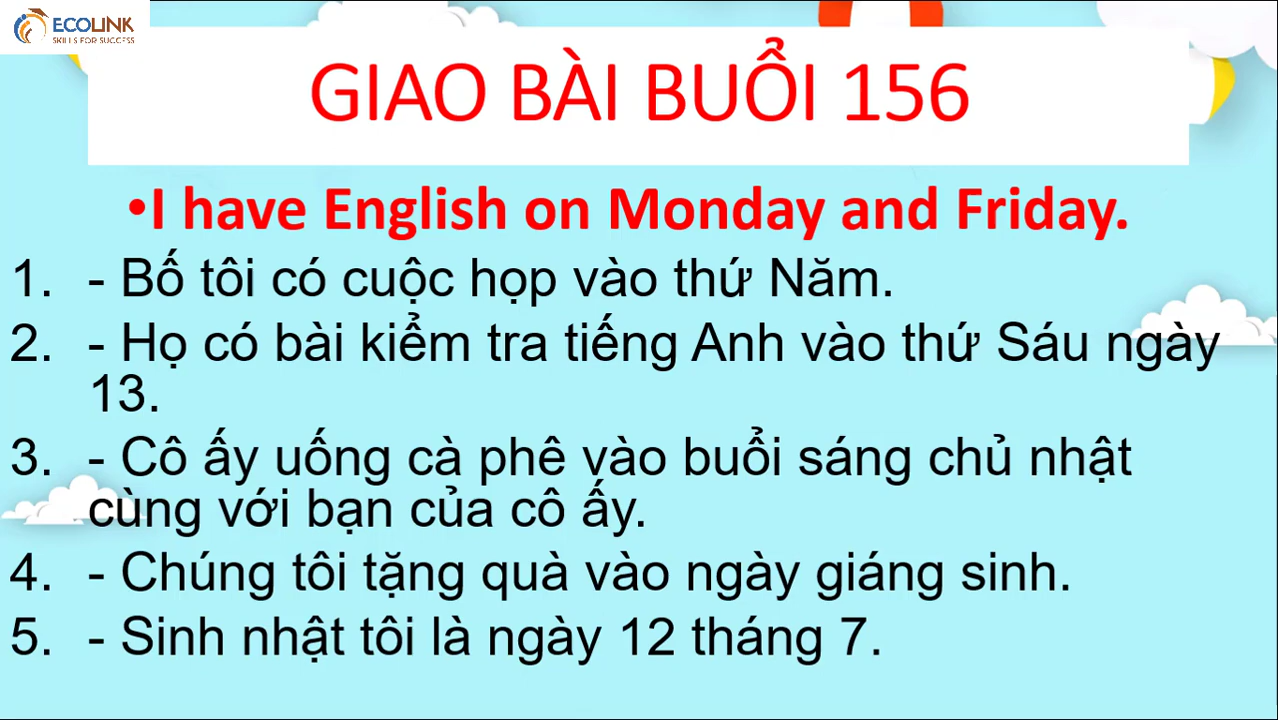 ECOLINK
SKILLS FOR SUCCESS
GIAO BÀI BUỔI 156
•I have English on Monday and Friday.
1. - Bố tôi có cuộc họp vào thứ Năm.
2. - Họ có bài kiểm tra tiếng Anh vào thứ Sáu ngày
13.
3. - Cô ấy uống cà phê vào buổi sáng chủ nhật
cùng với bạn của cô ấy.
4. - Chúng tôi tặng quà vào ngày giáng sinh.
5. - Sinh nhật tôi là ngày 12 tháng 7.